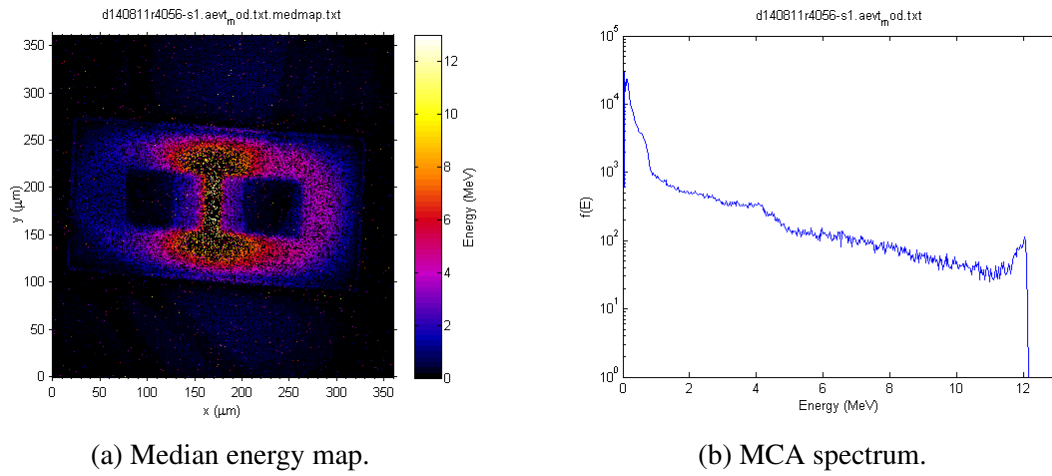 d140811r4056-s1.aevt_mod.txt.medmap.txt
350
300
250
200
150
100
50
0
y (μm)
0 50 100 150 200 250 300 350
x (μm)
12
10
8
6
4
2
0
Energy (MeV)
(a) Median energy map.
d140811r4056-s1.aevt_mod.txt
10^5
10^4
10^3
10^2
10^1
10^0
f(E)
0 2 4 6 8 10 12
Energy (MeV)
(b) MCA spectrum.